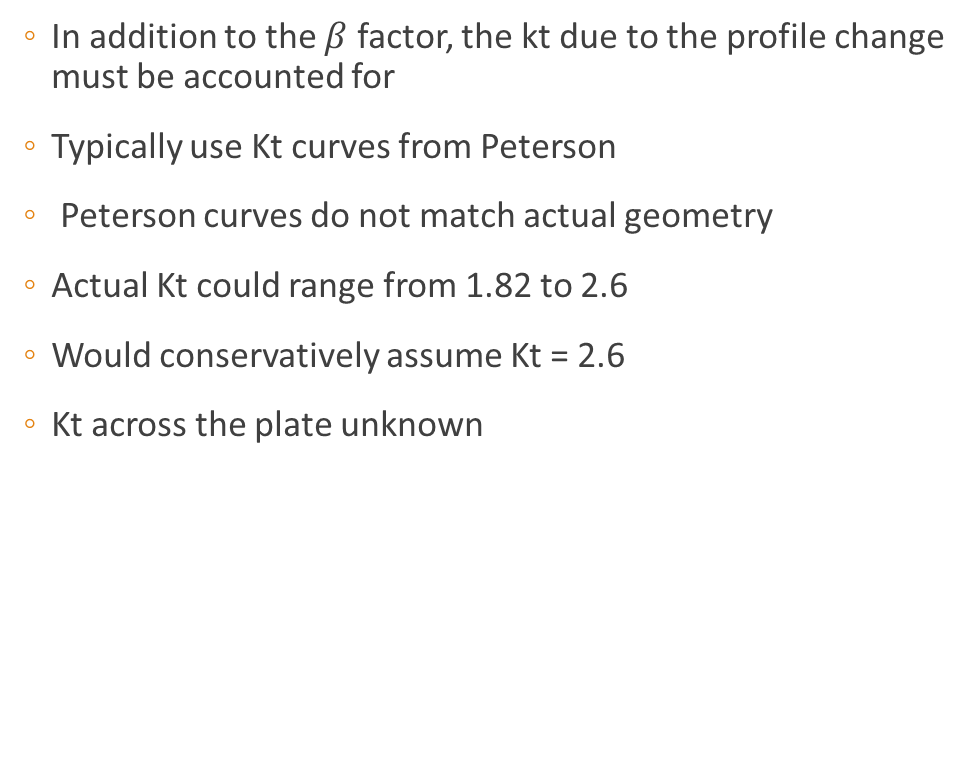 ◦ In addition to the β factor, the kt due to the profile change
must be accounted for
◦ Typically use Kt curves from Peterson
◦ Peterson curves do not match actual geometry
◦ Actual Kt could range from 1.82 to 2.6
◦ Would conservatively assume Kt = 2.6
◦ Kt across the plate unknown